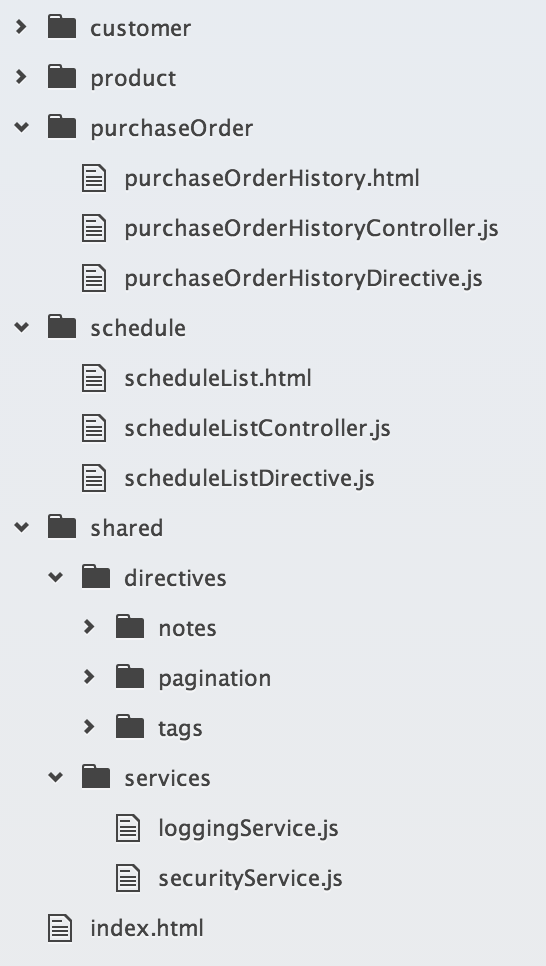 customer
product
purchaseOrder
purchaseOrderHistory.html
purchaseOrderHistoryController.js
purchaseOrderHistoryDirective.js
schedule
scheduleList.html
scheduleListController.js
scheduleListDirective.js
shared
directives
notes
pagination
tags
services
loggingService.js
securityService.js
index.html